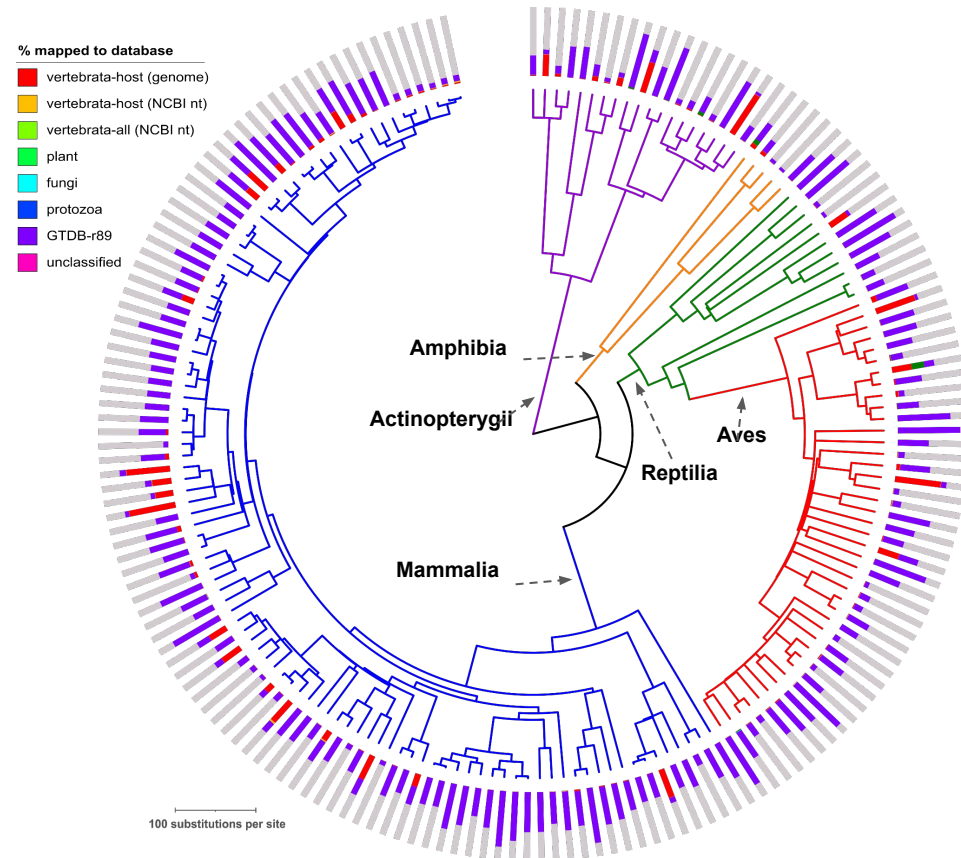 % mapped to database
vertebrata-host (genome)
vertebrata-host (NCBI nt)
vertebrata-all (NCBI nt)
plant
fungi
protozoa
GTDB-r89
unclassified
Amphibia
Actinopterygii
Aves
Reptilia
Mammalia
100 substitutions per site